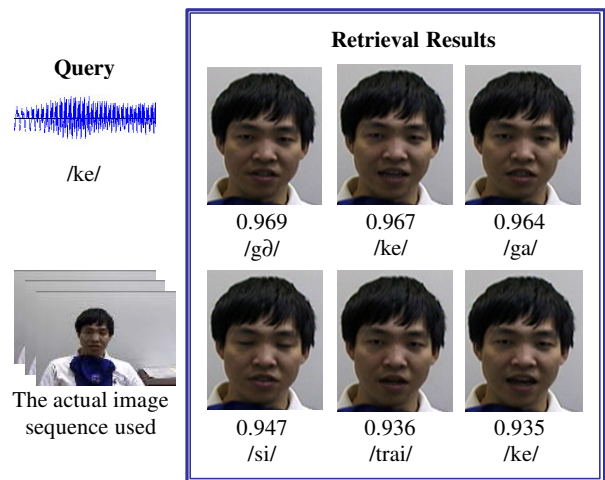 Retrieval Results
Query
/ke/
0.969 0.967 0.964
/g∂/ /ke/ /ga/
The actual image
sequence used
0.947 0.936 0.935
/si/ /trai/ /ke/